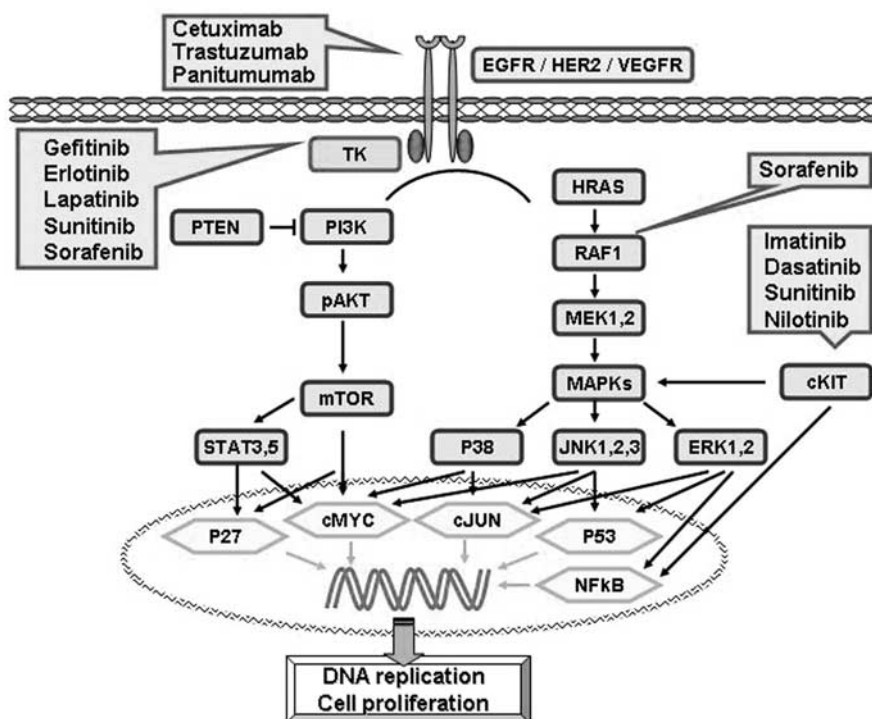 Cetuximab
Trastuzumab
Panitumumab
EGFR / HER2 / VEGFR
Gefitinib
Erlotinib
Lapatinib
Sunitinib
Sorafenib
TK
HRAS
Sorafenib
PTEN
PI3K
RAF1
Imatinib
Dasatinib
Sunitinib
Nilotinib
pAKT
MEK1,2
mTOR
MAPKs
cKIT
STAT3,5
P38
JNK1,2,3
ERK1,2
P27
cMYC
cJUN
P53
NFkB
DNA replication
Cell proliferation